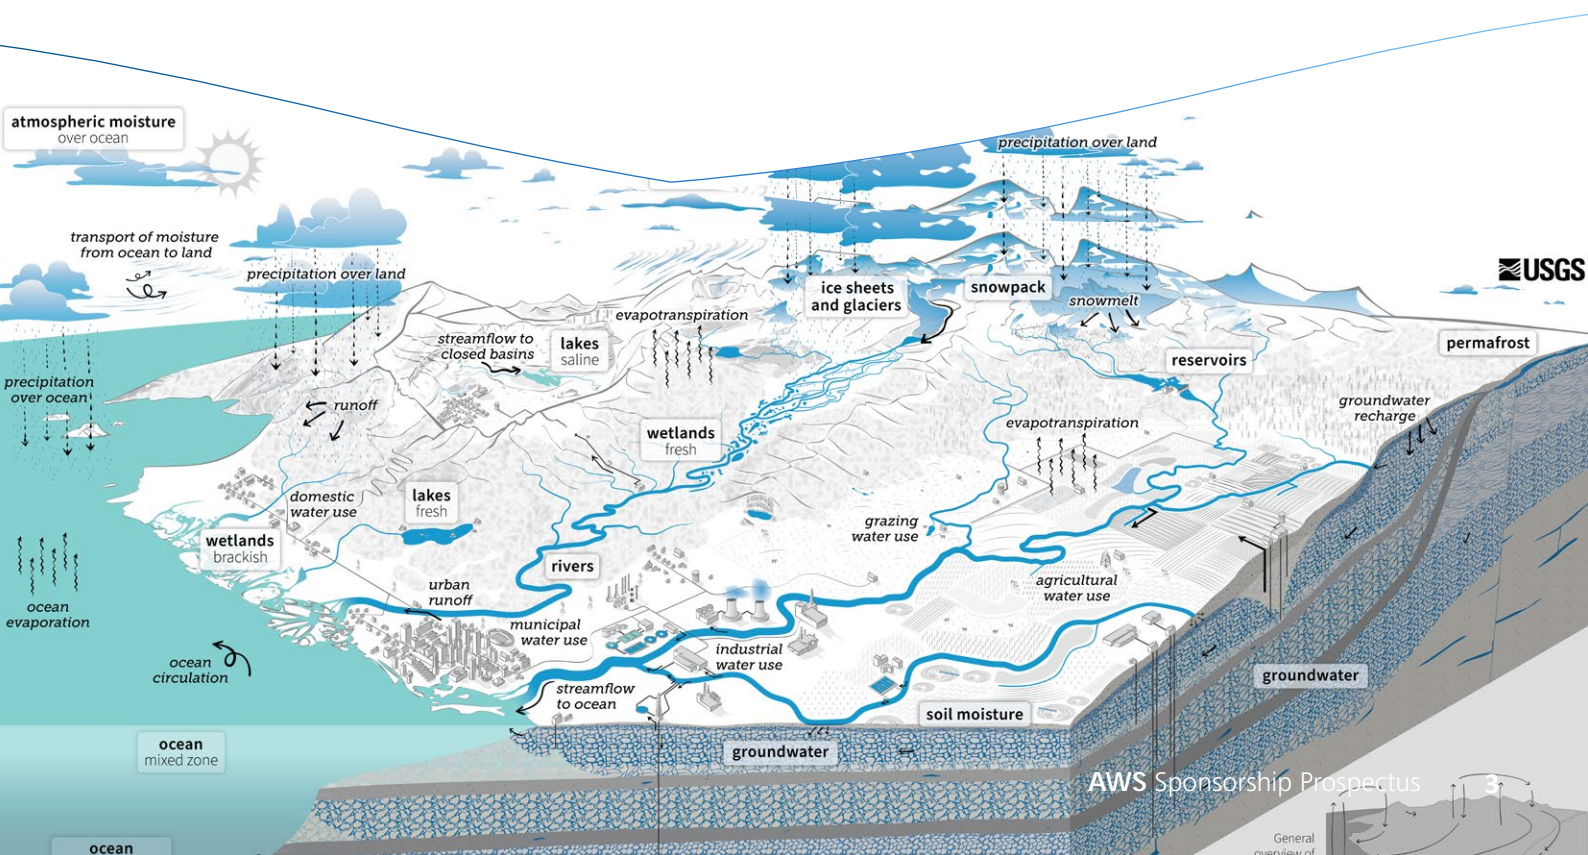 atmospheric moisture
over ocean
precipitation over land
transport of moisture
from ocean to land
precipitation over land
USGS
ice sheets
and glaciers
snowpack
snowmelt
evapotranspiration
streamflow to
closed basins
lakes
saline
permafrost
reservoirs
precipitation
over ocean
runoff
groundwater
recharge
evapotranspiration
wetlands
fresh
domestic
water use
lakes
fresh
grazing
water use
wetlands
brackish
rivers
agricultural
water use
urban
runoff
ocean
evaporation
municipal
water use
industrial
water use
ocean
circulation
streamflow
to ocean
groundwater
soil moisture
ocean
mixed zone
groundwater
AWS Sponsorship Prospectus 3
General
overview of
ocean